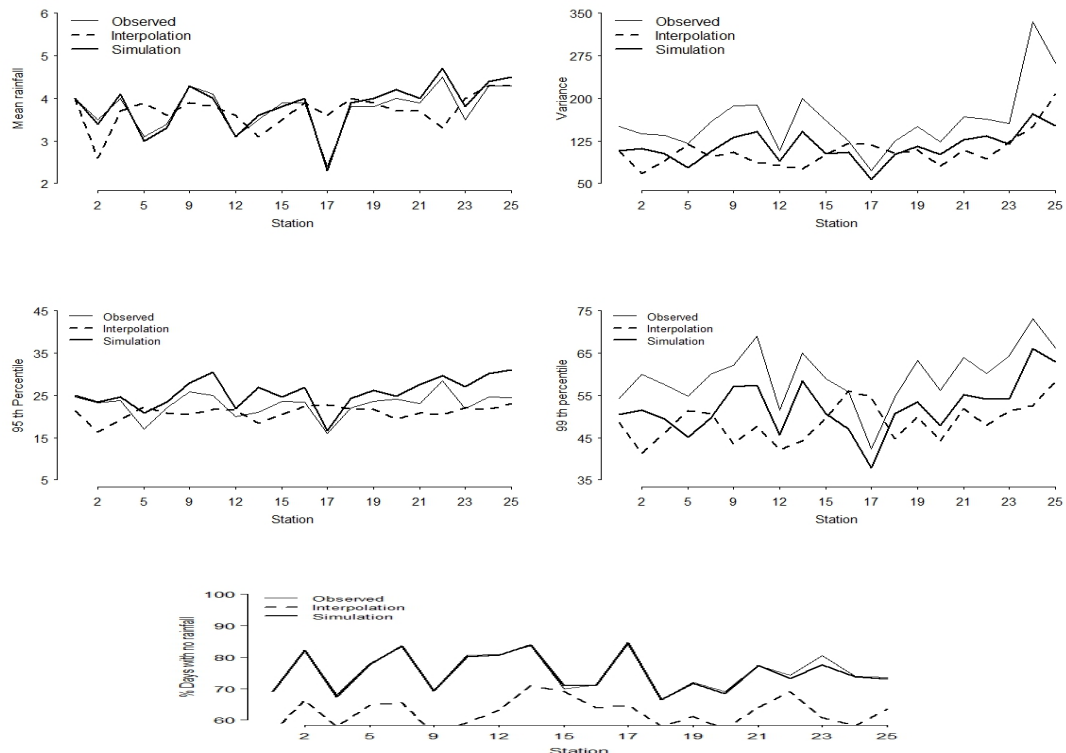 6
5
4
3
2
Mean rainfall
Observed
Interpolation
Simulation
2 5 9 12 15 17 19 21 23 25
Station
350
275
200
125
50
Variance
Observed
Interpolation
Simulation
2 5 9 12 15 17 19 21 23 25
Station
45
35
25
15
5
95 th Percentile
Observed
Interpolation
Simulation
2 5 9 12 15 17 19 21 23 25
Station
75
65
55
45
35
99 th percentile
Observed
Interpolation
Simulation
2 5 9 12 15 17 19 21 23 25
Station
100
90
80
70
60
% Days with no rainfall
Observed
Interpolation
Simulation
2 5 9 12 15 17 19 21 23 25
Station